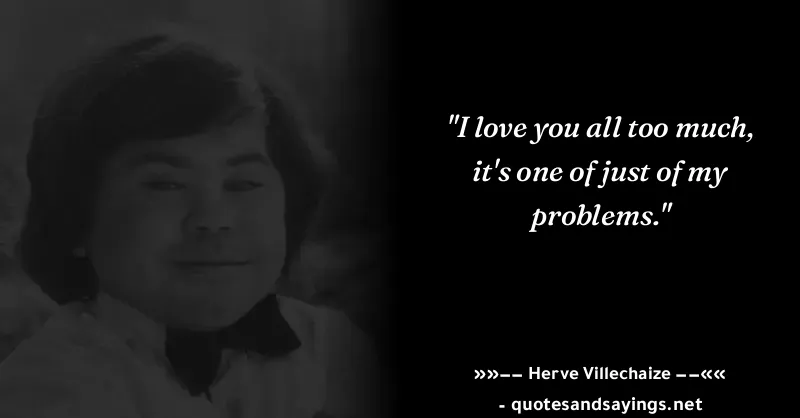 "I love you all too much,
it's one of just of my
problems."
»»-– Herve Villechaize -–««
- quotesandsayings.net